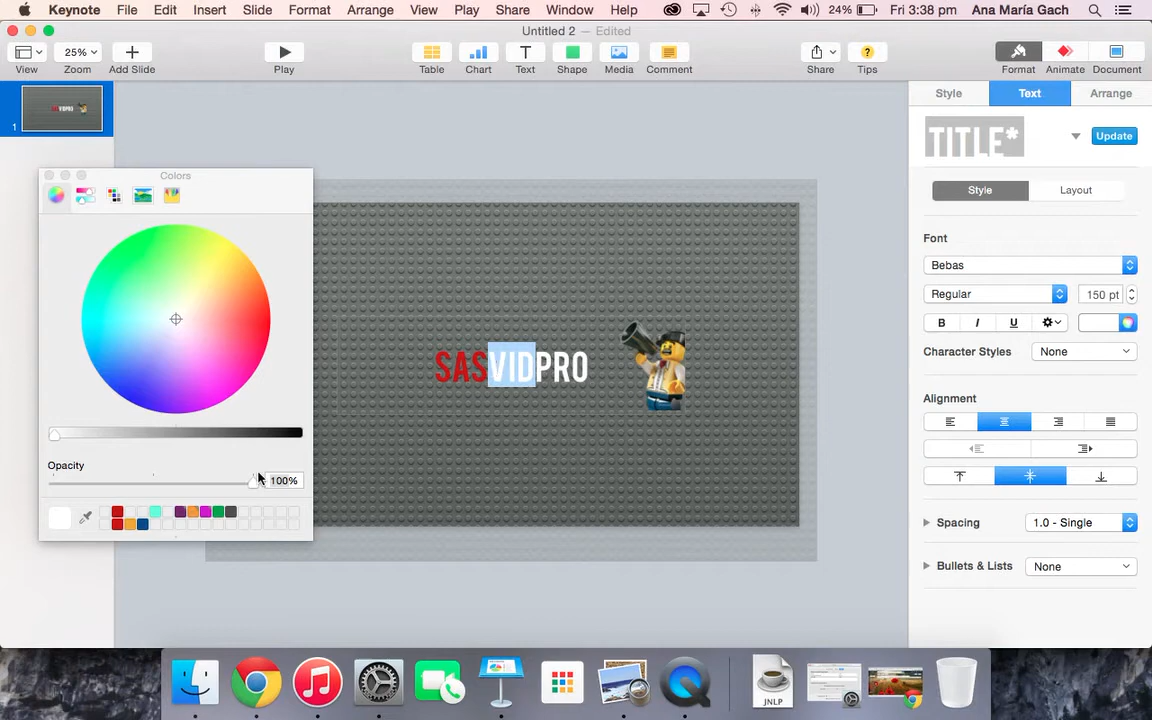 Keynote File Edit Insert Slide Format Arrange View Play Share Window Help 24% Fri 3:38 pm Ana María Gach
Untitled 2 — Edited
25%
View Zoom Add Slide Play Table Chart Text Shape Media Comment Share Tips Format Animate Document
Style Text Arrange
1 SASVIDPRO
TITLE* Update
Colors
Style Layout
Font
Bebas
Regular 150 pt
B I U
Character Styles None
SASVIDPRO
Alignment
Opacity
100%
Spacing 1.0 - Single
Bullets & Lists None
JNLP